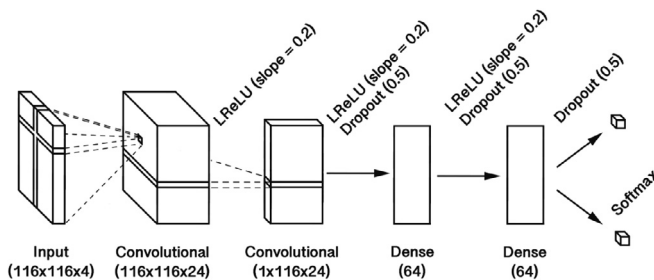 LReLU (slope = 0.2)
LReLU (slope = 0.2)
Dropout (0.5)
LReLU (slope = 0.2)
Dropout (0.5)
Dropout (0.5)
Softmax
Input
(116x116x4)
Convolutional
(116x116x24)
Convolutional
(1x116x24)
Dense
(64)
Dense
(64)